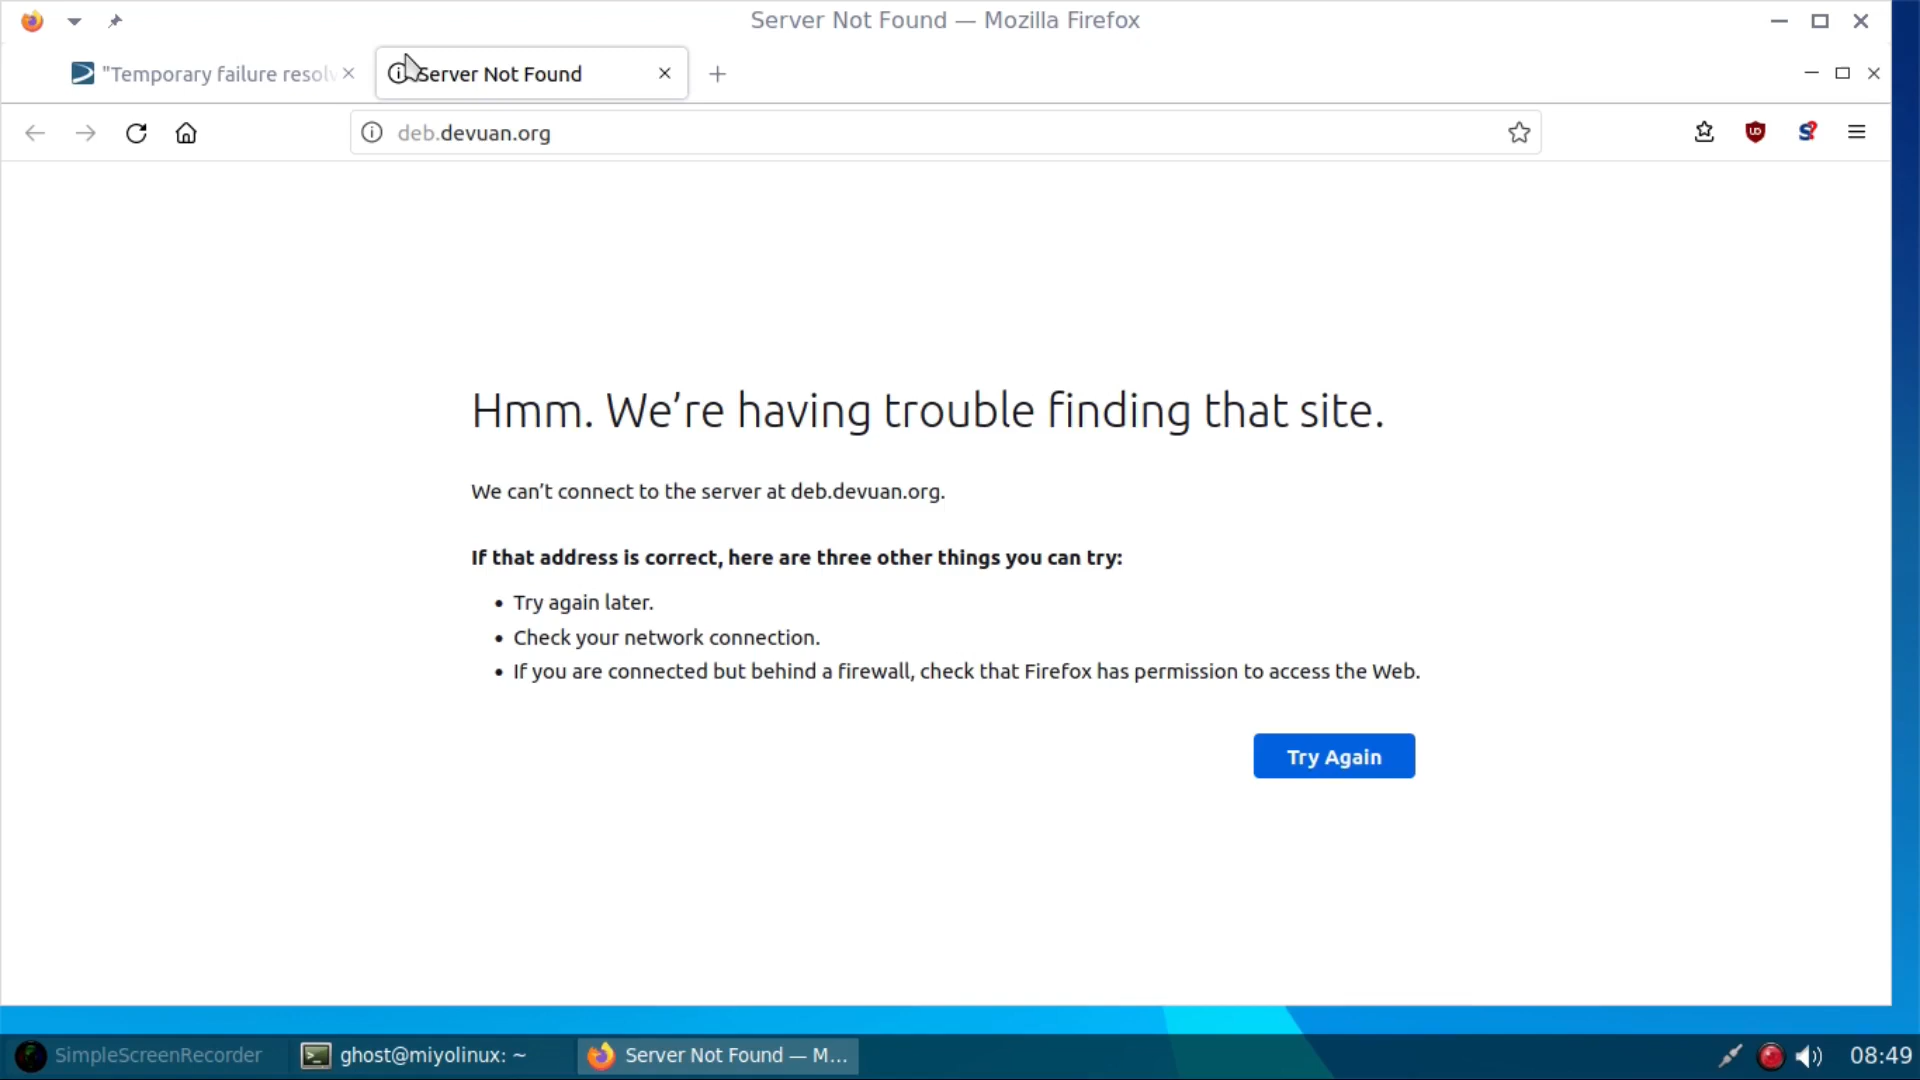 Server Not Found — Mozilla Firefox
"Temporary failure resolv
Server Not Found
deb.devuan.org
Hmm. We’re having trouble finding that site.
We can’t connect to the server at deb.devuan.org.
If that address is correct, here are three other things you can try:
• Try again later.
• Check your network connection.
• If you are connected but behind a firewall, check that Firefox has permission to access the Web.
Try Again
SimpleScreenRecorder
ghost@miyolinux: ~
Server Not Found — M...
08:49